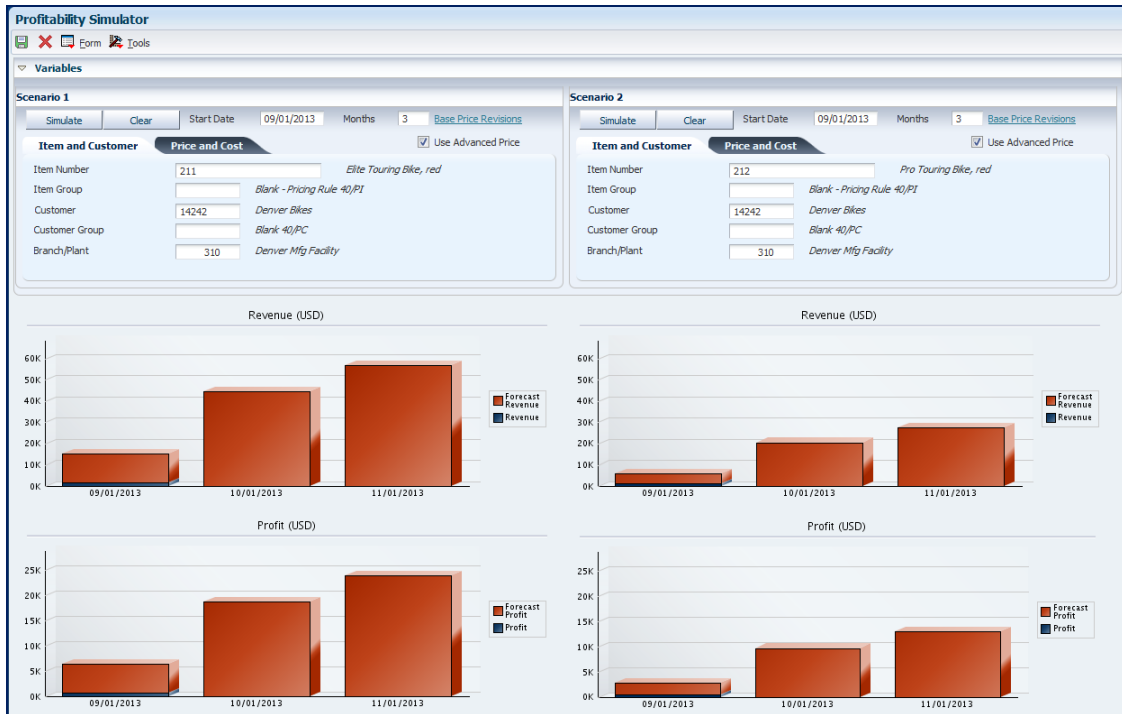 Profitability Simulator
Form Tools
Variables
Scenario 1
Simulate Clear Start Date 09/01/2013 Months 3 Base Price Revisions
Item and Customer Price and Cost Use Advanced Price
Item Number 211 Elite Touring Bike, red
Item Group Blank - Pricing Rule 40/PI
Customer 14242 Denver Bikes
Customer Group Blank 40/PC
Branch/Plant 310 Denver Mfg Facility
Scenario 2
Simulate Clear Start Date 09/01/2013 Months 3 Base Price Revisions
Item and Customer Price and Cost Use Advanced Price
Item Number 212 Pro Touring Bike, red
Item Group Blank - Pricing Rule 40/PI
Customer 14242 Denver Bikes
Customer Group Blank 40/PC
Branch/Plant 310 Denver Mfg Facility
Revenue (USD)
60K
50K
40K
30K
20K
10K
0K
09/01/2013 10/01/2013 11/01/2013
Forecast
Revenue
Revenue
Revenue (USD)
60K
50K
40K
30K
20K
10K
0K
09/01/2013 10/01/2013 11/01/2013
Forecast
Revenue
Revenue
Profit (USD)
25K
20K
15K
10K
5K
0K
09/01/2013 10/01/2013 11/01/2013
Forecast
Profit
Profit
Profit (USD)
25K
20K
15K
10K
5K
0K
09/01/2013 10/01/2013 11/01/2013
Forecast
Profit
Profit